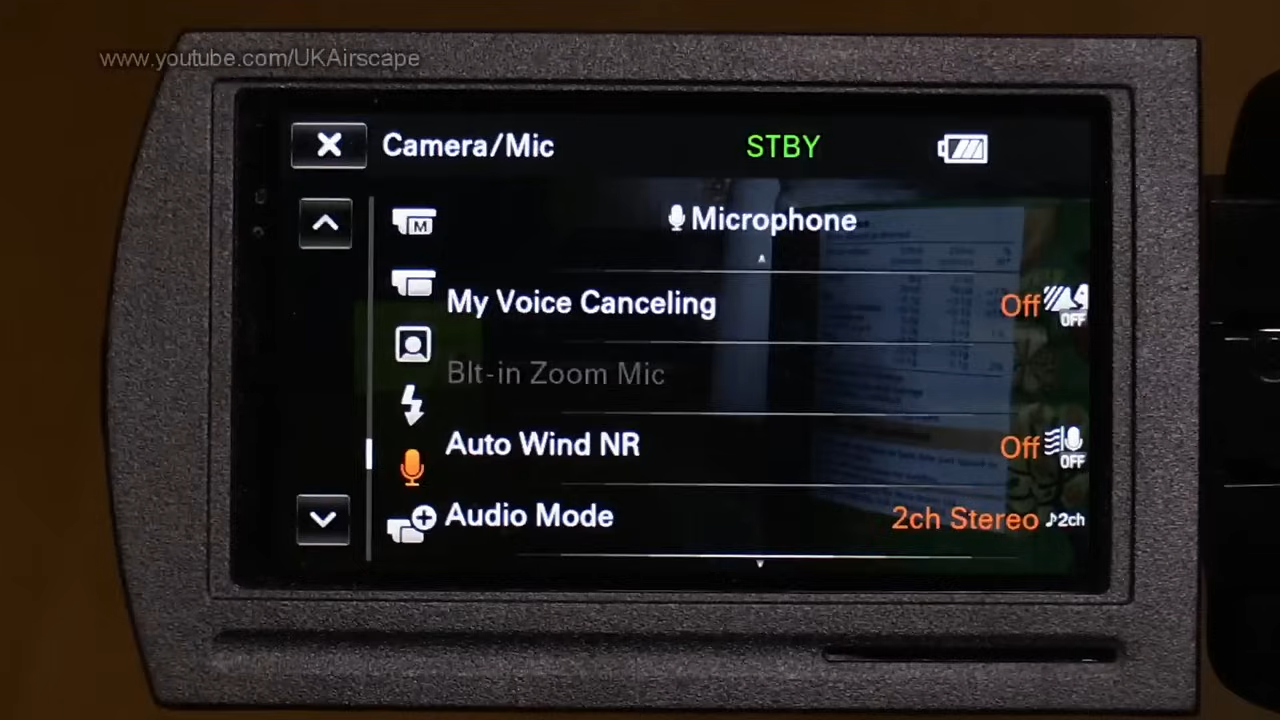 www.youtube.com/UKAirscape
Camera/Mic STBY
M Microphone
My Voice Canceling Off OFF
Blt-in Zoom Mic
Auto Wind NR Off OFF
Audio Mode 2ch Stereo ♪2ch